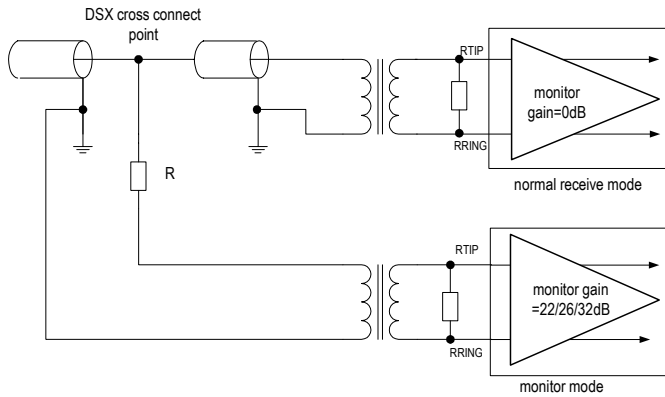 DSX cross connect
point
RTIP
monitor
gain=0dB
RRING
normal receive mode
R
RTIP
monitor gain
=22/26/32dB
RRING
monitor mode